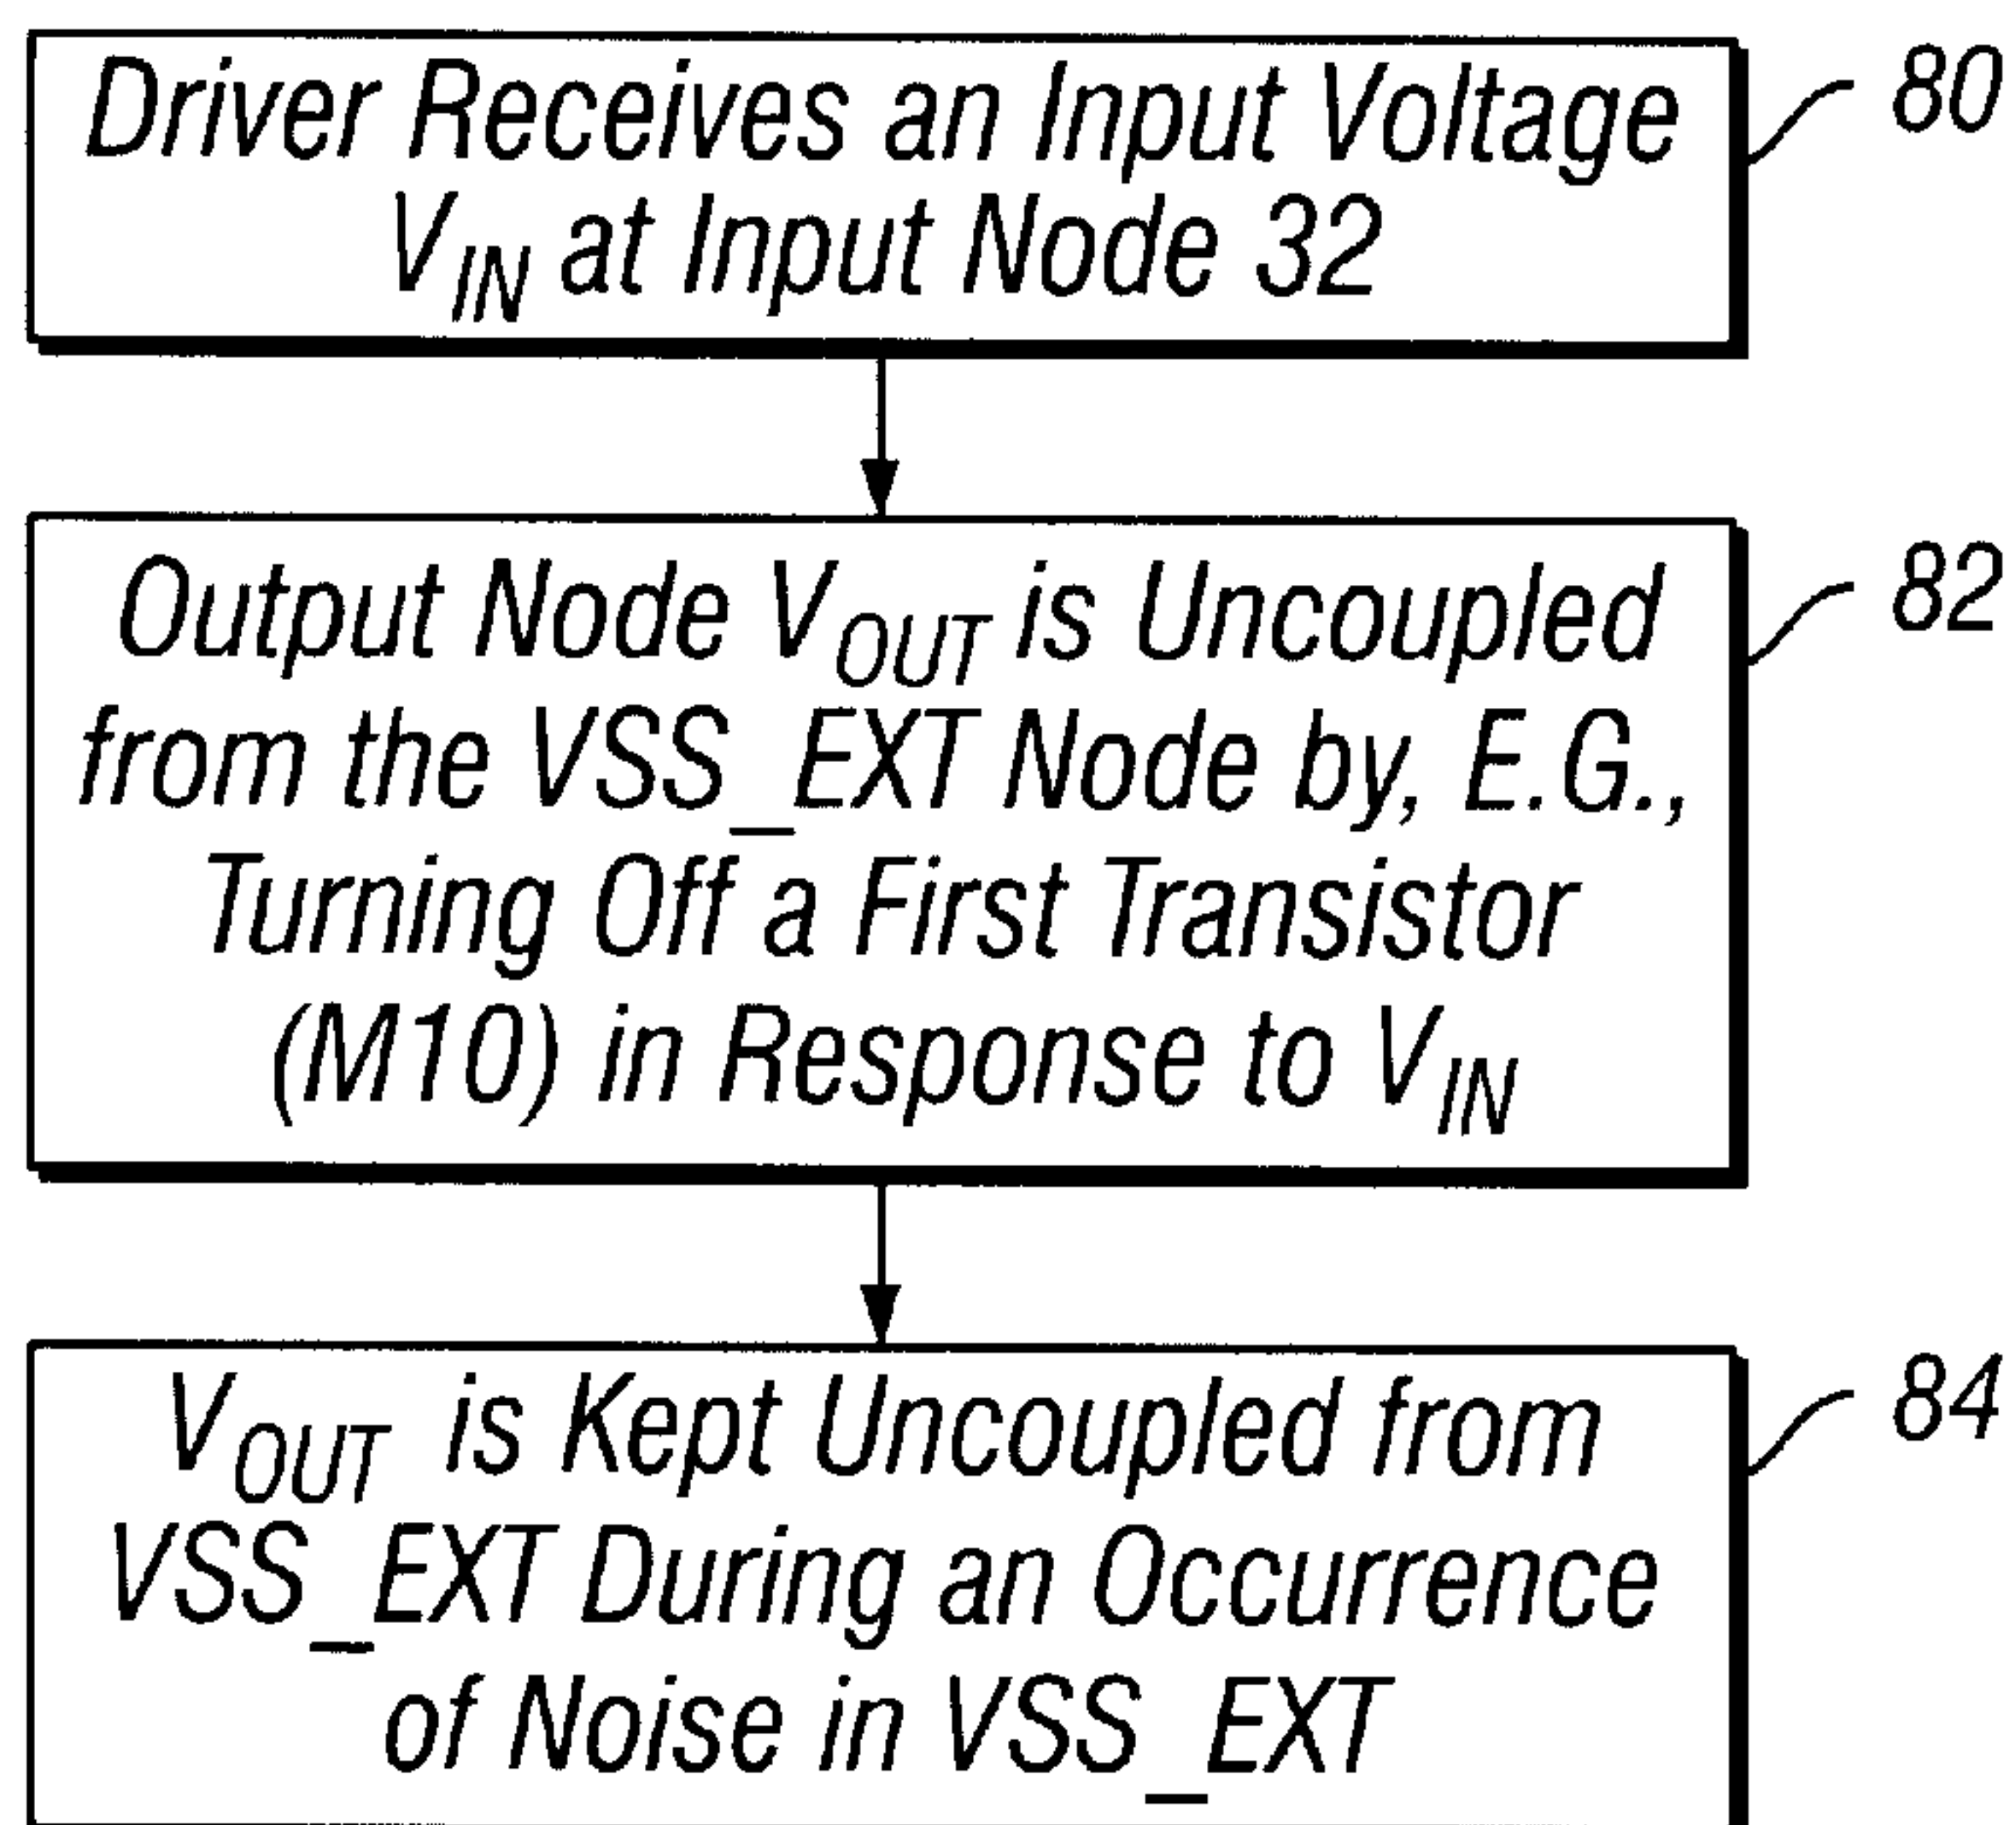 Driver Receives an Input Voltage
V_IN at Input Node 32
80
Output Node V_OUT is Uncoupled
from the VSS_EXT Node by, E.G.,
Turning Off a First Transistor
(M10) in Response to V_IN
82
V_OUT is Kept Uncoupled from
VSS_EXT During an Occurrence
of Noise in VSS_EXT
84